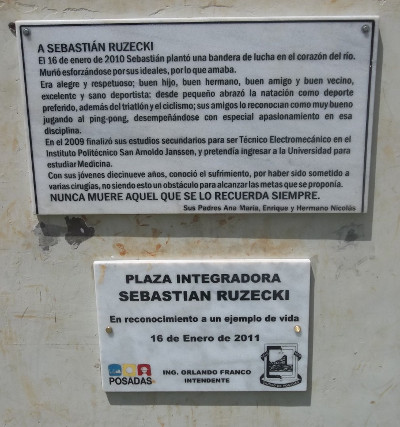 A SEBASTIÁN RUZECKI
El 16 de enero de 2010 Sebastián plantó una bandera de lucha en el corazón del río.
Murió esforzándose por sus ideales, por lo que amaba.
Era alegre y respetuoso; buen hijo, buen hermano, buen amigo y buen vecino,
excelente y sano deportista: desde pequeño abrazó la natación como deporte
preferido, además del triatlón y el ciclismo; sus amigos lo reconocían como muy bueno
jugando al ping-pong, desempeñándose con especial apasionamiento en esa
disciplina.
En el 2009 finalizó sus estudios secundarios para ser Técnico Electromecánico en el
Instituto Politécnico San Arnoldo Janssen, y pretendía ingresar a la Universidad para
estudiar Medicina.
Con sus jóvenes diecinueve años, conoció el sufrimiento, por haber sido sometido a
varias cirugías, no siendo esto un obstáculo para alcanzar las metas que se proponía.
NUNCA MUERE AQUEL QUE SE LO RECUERDA SIEMPRE.
Sus Padres Ana María, Enrique y Hermano Nicolás
PLAZA INTEGRADORA
SEBASTIAN RUZECKI
En reconocimiento a un ejemplo de vida
16 de Enero de 2011
POSADAS
ING. ORLANDO FRANCO
INTENDENTE